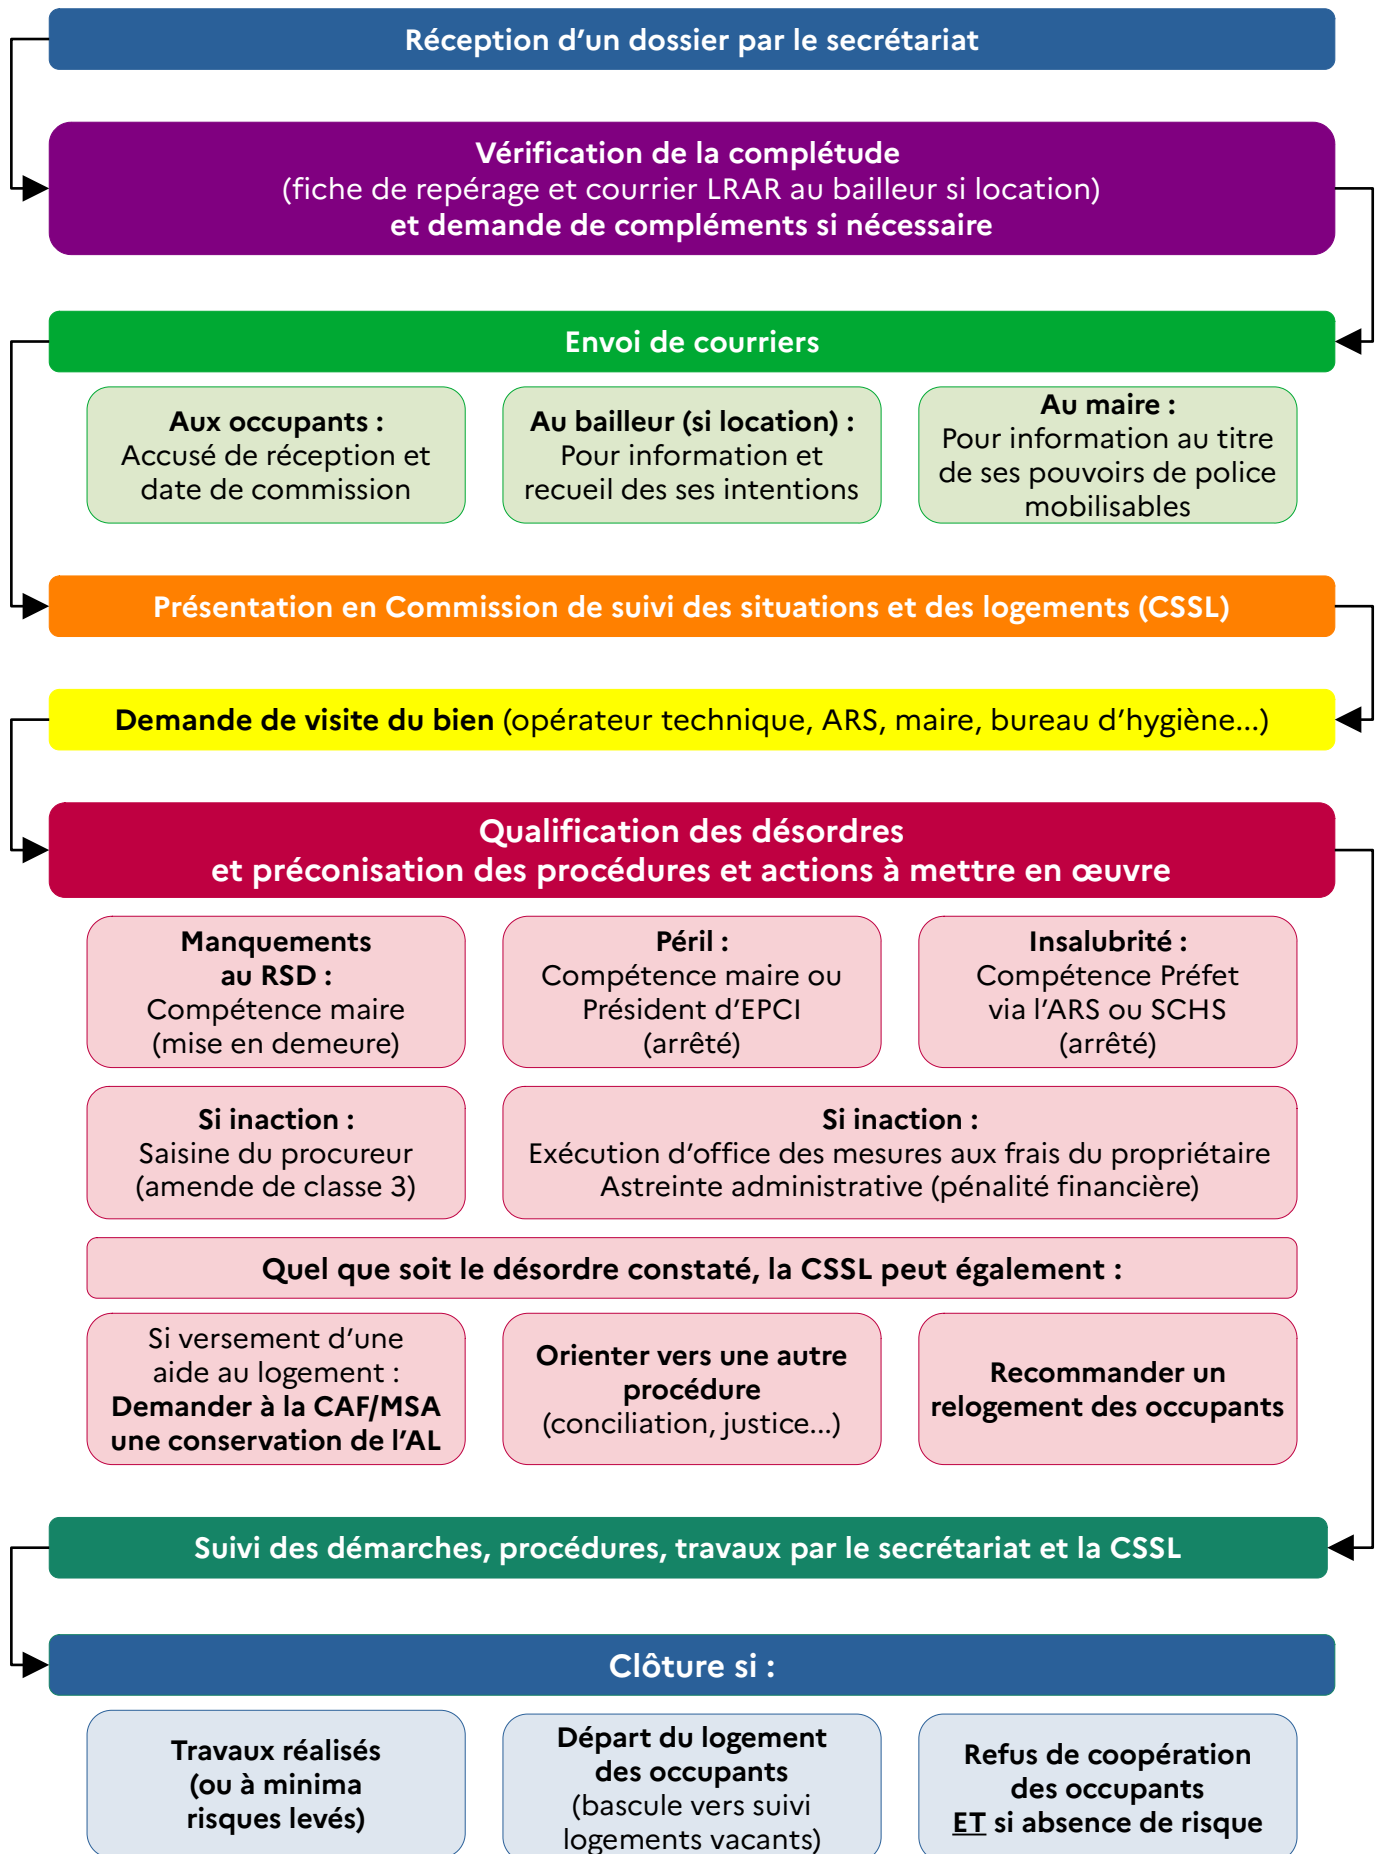 Réception d'un dossier par le secrétariat
Vérification de la complétude
(fiche de repérage et courrier LRAR au bailleur si location)
et demande de compléments si nécessaire
Envoi de courriers
Aux occupants :
Accusé de réception et
date de commission
Au bailleur (si location) :
Pour information et
recueil des ses intentions
Au maire :
Pour information au titre
de ses pouvoirs de police
mobilisables
Présentation en Commission de suivi des situations et des logements (CSSL)
Demande de visite du bien (opérateur technique, ARS, maire, bureau d'hygiène...)
Qualification des désordres
et préconisation des procédures et actions à mettre en œuvre
Manquements
au RSD :
Compétence maire
(mise en demeure)
Péril :
Compétence maire ou
Président d'EPCI
(arrêté)
Insalubrité :
Compétence Préfet
via l'ARS ou SCHS
(arrêté)
Si inaction :
Saisine du procureur
(amende de classe 3)
Si inaction :
Exécution d'office des mesures aux frais du propriétaire
Astreinte administrative (pénalité financière)
Quel que soit le désordre constaté, la CSSL peut également :
Si versement d'une
aide au logement :
Demander à la CAF/MSA
une conservation de l'AL
Orienter vers une autre
procédure
(conciliation, justice...)
Recommander un
relogement des occupants
Suivi des démarches, procédures, travaux par le secrétariat et la CSSL
Clôture si :
Travaux réalisés
(ou à minima
risques levés)
Départ du logement
des occupants
(bascule vers suivi
logements vacants)
Refus de coopération
des occupants
ET si absence de risque